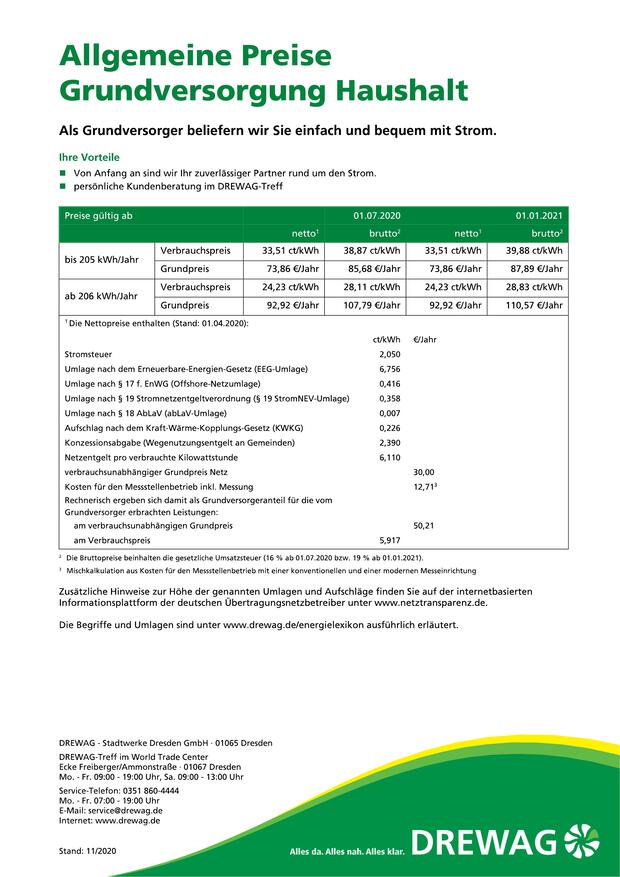 Allgemeine Preise
Grundversorgung Haushalt
Als Grundversorger beliefern wir Sie einfach und bequem mit Strom.
Ihre Vorteile
■ Von Anfang an sind wir Ihr zuverlässiger Partner rund um den Strom.
■ persönliche Kundenberatung im DREWAG-Treff
Preise gültig ab 01.07.2020 01.01.2021
netto¹ brutto² netto¹ brutto²
bis 205 kWh/Jahr Verbrauchspreis 33,51 ct/kWh 38,87 ct/kWh 33,51 ct/kWh 39,88 ct/kWh
Grundpreis 73,86 €/Jahr 85,68 €/Jahr 73,86 €/Jahr 87,89 €/Jahr
ab 206 kWh/Jahr Verbrauchspreis 24,23 ct/kWh 28,11 ct/kWh 24,23 ct/kWh 28,83 ct/kWh
Grundpreis 92,92 €/Jahr 107,79 €/Jahr 92,92 €/Jahr 110,57 €/Jahr
¹ Die Nettopreise enthalten (Stand: 01.04.2020):
ct/kWh €/Jahr
Stromsteuer 2,050
Umlage nach dem Erneuerbare-Energien-Gesetz (EEG-Umlage) 6,756
Umlage nach § 17 f. EnWG (Offshore-Netzumlage) 0,416
Umlage nach § 19 Stromnetzentgeltverordnung (§ 19 StromNEV-Umlage) 0,358
Umlage nach § 18 AbLaV (abLaV-Umlage) 0,007
Aufschlag nach dem Kraft-Wärme-Kopplungs-Gesetz (KWKG) 0,226
Konzessionsabgabe (Wegenutzungsentgelt an Gemeinden) 2,390
Netzentgelt pro verbrauchte Kilowattstunde 6,110
verbrauchsunabhängiger Grundpreis Netz 30,00
Kosten für den Messstellenbetrieb inkl. Messung 12,71³
Rechnerisch ergeben sich damit als Grundversorgeranteil für die vom
Grundversorger erbrachten Leistungen:
am verbrauchsunabhängigen Grundpreis 50,21
am Verbrauchspreis 5,917
² Die Bruttopreise beinhalten die gesetzliche Umsatzsteuer (16 % ab 01.07.2020 bzw. 19 % ab 01.01.2021).
³ Mischkalkulation aus Kosten für den Messstellenbetrieb mit einer konventionellen und einer modernen Messeinrichtung
Zusätzliche Hinweise zur Höhe der genannten Umlagen und Aufschläge finden Sie auf der internetbasierten
Informationsplattform der deutschen Übertragungsnetzbetreiber unter www.netztransparenz.de.
Die Begriffe und Umlagen sind unter www.drewag.de/energielexikon ausführlich erläutert.
DREWAG - Stadtwerke Dresden GmbH · 01065 Dresden
DREWAG-Treff im World Trade Center
Ecke Freiberger/Ammonstraße · 01067 Dresden
Mo. - Fr. 09:00 - 19:00 Uhr, Sa. 09:00 - 13:00 Uhr
Service-Telefon: 0351 860-4444
Mo. - Fr. 07:00 - 19:00 Uhr
E-Mail: service@drewag.de
Internet: www.drewag.de
Stand: 11/2020
Alles da. Alles nah. Alles klar. DREWAG